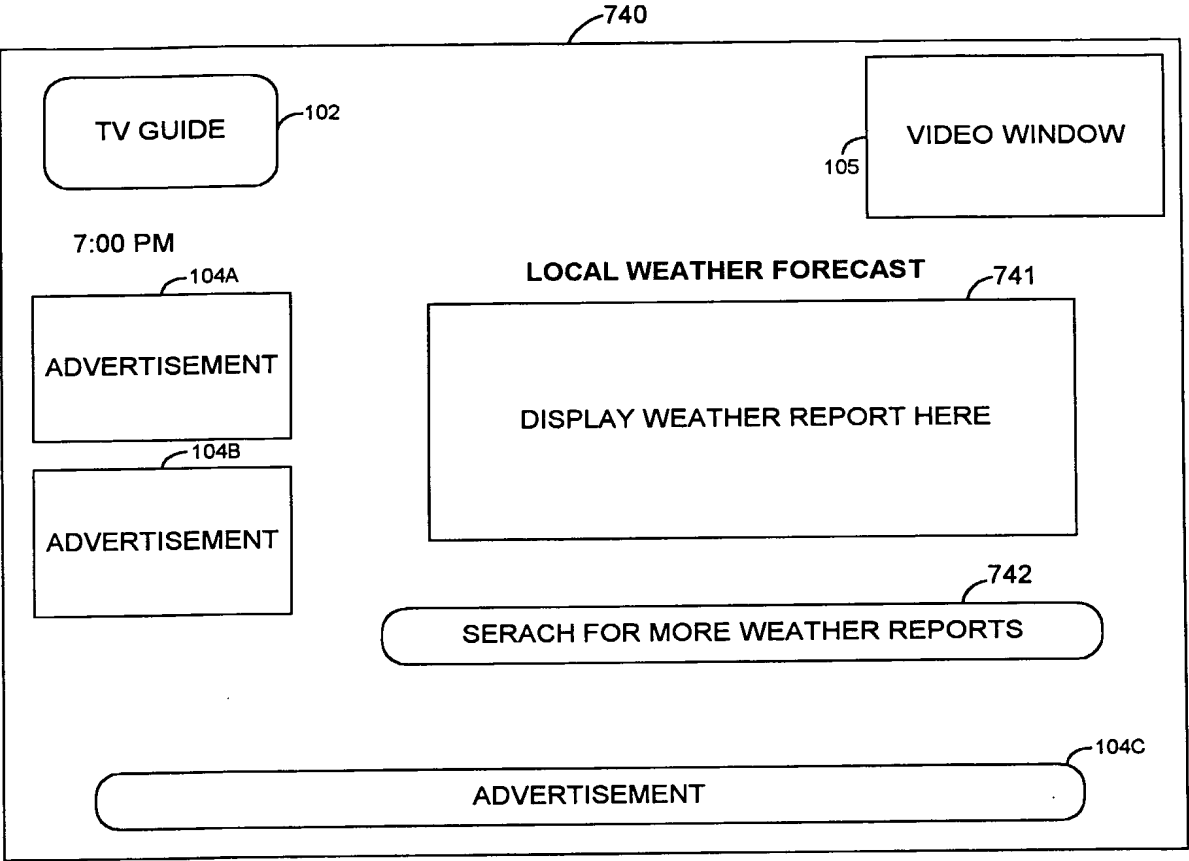 740
TV GUIDE
102
VIDEO WINDOW
105
7:00 PM
104A
ADVERTISEMENT
104B
ADVERTISEMENT
LOCAL WEATHER FORECAST
741
DISPLAY WEATHER REPORT HERE
742
SERACH FOR MORE WEATHER REPORTS
104C
ADVERTISEMENT